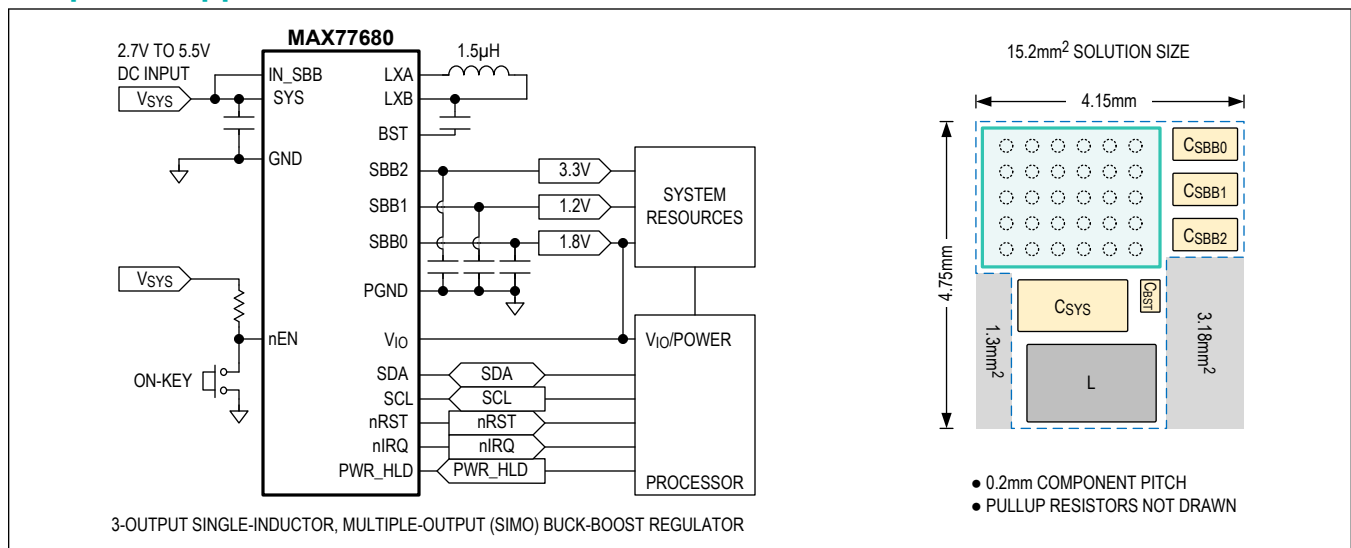 MAX77680
2.7V TO 5.5V
DC INPUT
VSYS
IN_SBB
SYS
GND
VSYS
nEN
ON-KEY
LXA
LXB
BST
SBB2
SBB1
SBB0
PGND
VIO
SDA
SCL
nRST
nIRQ
PWR_HLD
1.5µH
3.3V
1.2V
1.8V
SDA
SCL
nRST
nIRQ
PWR_HLD
SYSTEM
RESOURCES
VIO/POWER
PROCESSOR
3-OUTPUT SINGLE-INDUCTOR, MULTIPLE-OUTPUT (SIMO) BUCK-BOOST REGULATOR
15.2mm2 SOLUTION SIZE
4.15mm
4.75mm
CSBB0
CSBB1
CSBB2
CSYS
CBST
L
1.3mm2
3.18mm2
● 0.2mm COMPONENT PITCH
● PULLUP RESISTORS NOT DRAWN